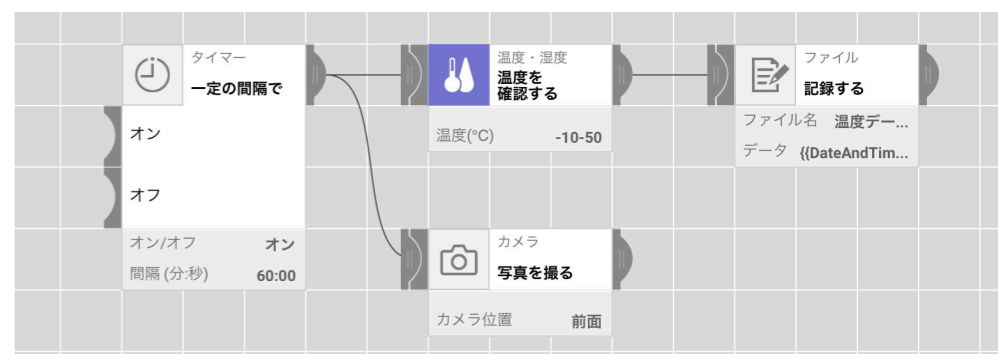 タイマー
一定の間隔で
オン
オフ
オン/オフ オン
間隔 (分:秒) 60:00
温度・湿度
温度を
確認する
温度(°C) -10-50
ファイル
記録する
ファイル名 温度デー...
データ {{DateAndTim...
カメラ
写真を撮る
カメラ位置 前面